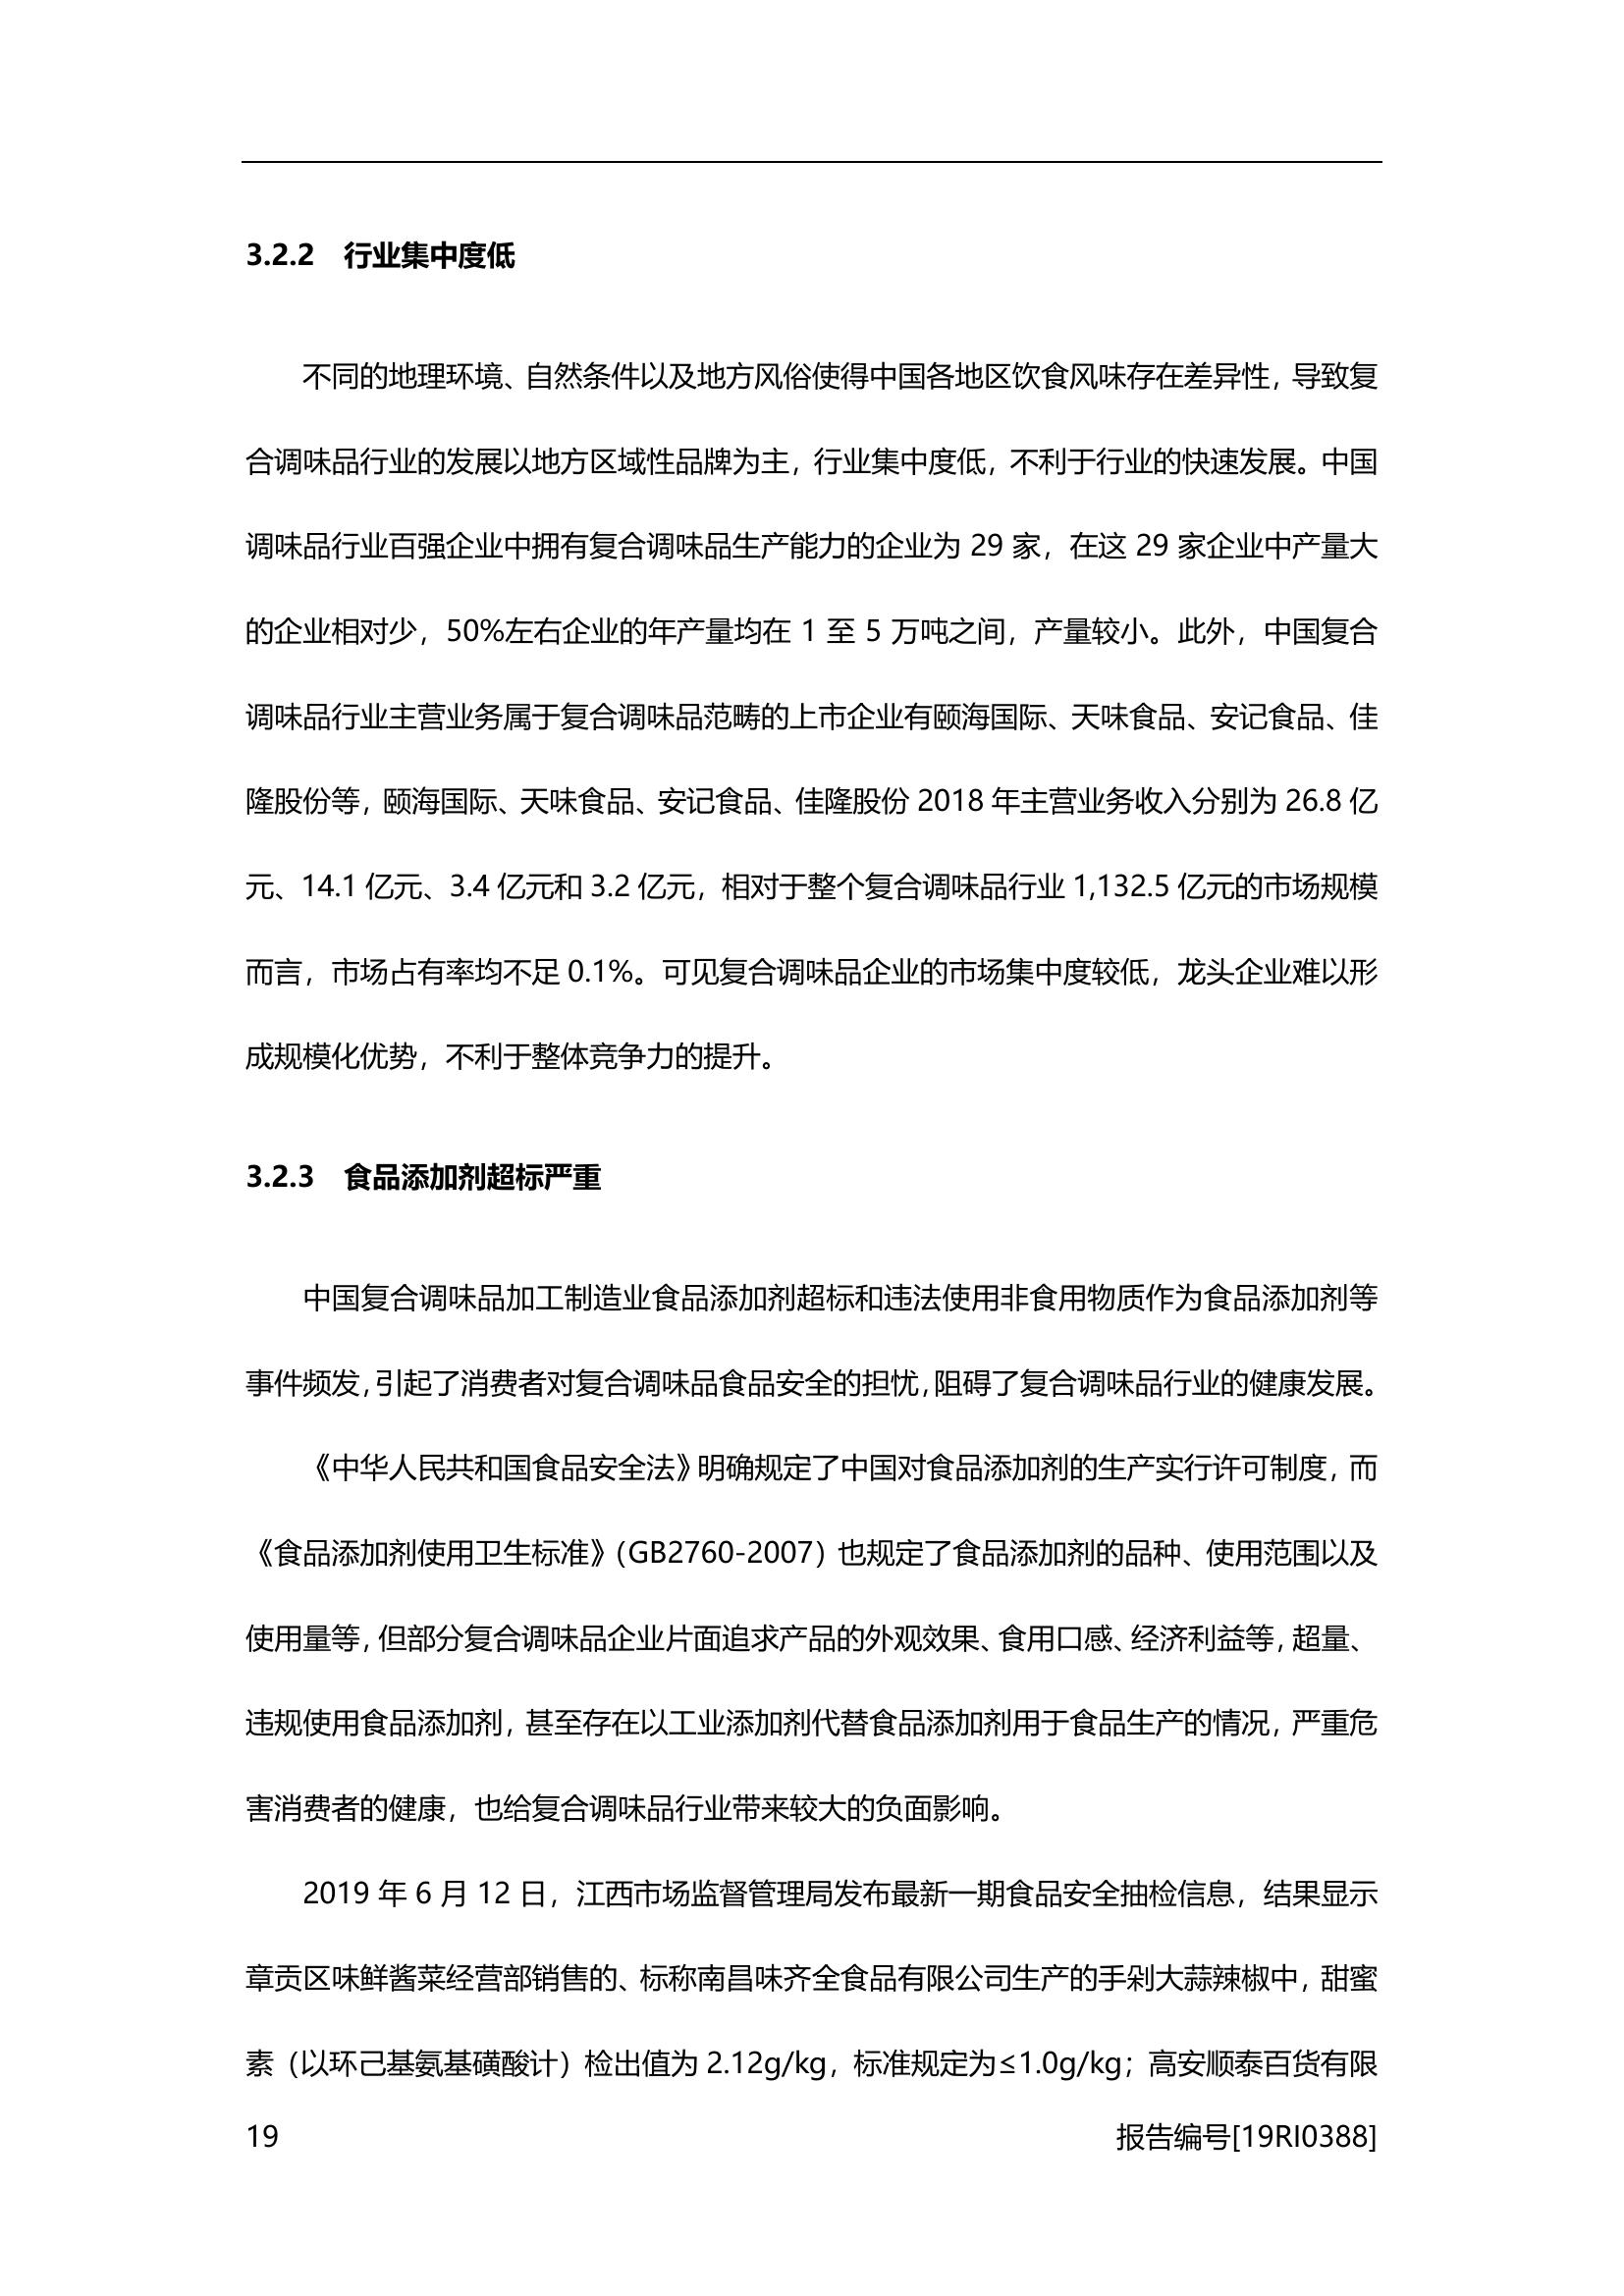 3.2.2 行业集中度低
不同的地理环境、自然条件以及地方风俗使得中国各地区饮食风味存在差异性，导致复
合调味品行业的发展以地方区域性品牌为主，行业集中度低，不利于行业的快速发展。中国
调味品行业百强企业中拥有复合调味品生产能力的企业为 29 家，在这 29 家企业中产量大
的企业相对少，50%左右企业的年产量均在 1 至 5 万吨之间，产量较小。此外，中国复合
调味品行业主营业务属于复合调味品范畴的上市企业有颐海国际、天味食品、安记食品、佳
隆股份等，颐海国际、天味食品、安记食品、佳隆股份 2018 年主营业务收入分别为 26.8 亿
元、14.1 亿元、3.4 亿元和 3.2 亿元，相对于整个复合调味品行业 1,132.5 亿元的市场规模
而言，市场占有率均不足 0.1%。可见复合调味品企业的市场集中度较低，龙头企业难以形
成规模化优势，不利于整体竞争力的提升。
3.2.3 食品添加剂超标严重
中国复合调味品加工制造业食品添加剂超标和违法使用非食用物质作为食品添加剂等
事件频发，引起了消费者对复合调味品食品安全的担忧，阻碍了复合调味品行业的健康发展。
《中华人民共和国食品安全法》明确规定了中国对食品添加剂的生产实行许可制度，而
《食品添加剂使用卫生标准》（GB2760-2007）也规定了食品添加剂的品种、使用范围以及
使用量等，但部分复合调味品企业片面追求产品的外观效果、食用口感、经济利益等，超量、
违规使用食品添加剂，甚至存在以工业添加剂代替食品添加剂用于食品生产的情况，严重危
害消费者的健康，也给复合调味品行业带来较大的负面影响。
2019 年 6 月 12 日，江西市场监督管理局发布最新一期食品安全抽检信息，结果显示
章贡区味鲜酱菜经营部销售的、标称南昌味齐全食品有限公司生产的手剁大蒜辣椒中，甜蜜
素（以环己基氨基磺酸计）检出值为 2.12g/kg，标准规定为≤1.0g/kg；高安顺泰百货有限
19 报告编号[19RI0388]